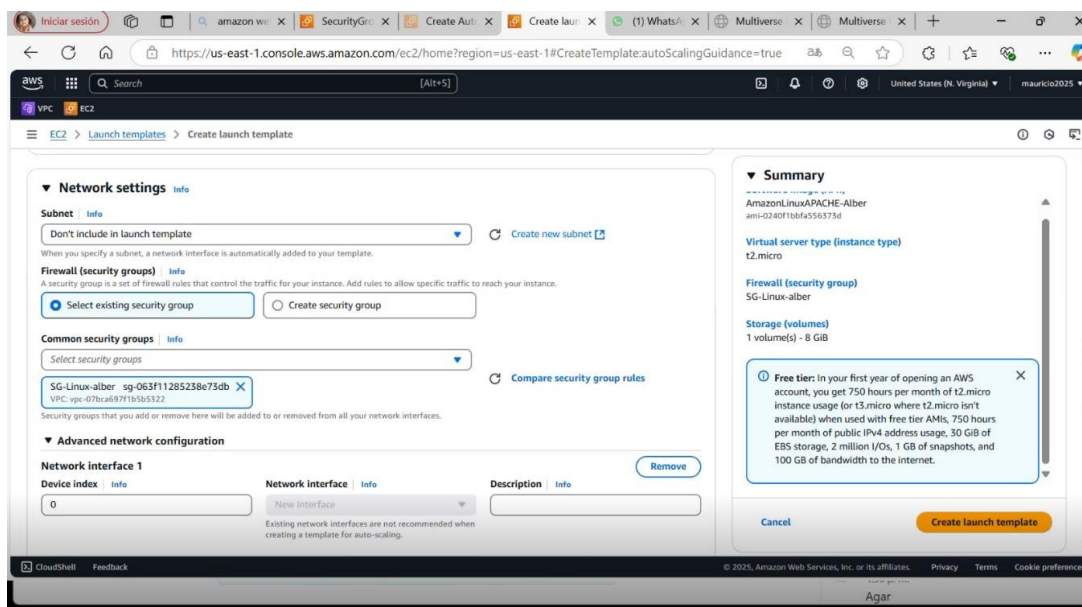 Iniciar sesión
amazon we
SecurityGro
Create Auto
Create laun
(1) WhatsA
Multiverse
Multiverse
https://us-east-1.console.aws.amazon.com/ec2/home?region=us-east-1#CreateTemplate:autoScalingGuidance=true
aws
Search
[Alt+S]
United States (N. Virginia)
mauricio2025
VPC
EC2
EC2 > Launch templates > Create launch template
Network settings Info
Subnet Info
Don't include in launch template
Create new subnet
When you specify a subnet, a network interface is automatically added to your template.
Firewall (security groups) Info
A security group is a set of firewall rules that control the traffic for your instance. Add rules to allow specific traffic to reach your instance.
Select existing security group
Create security group
Common security groups Info
Select security groups
SG-Linux-alber sg-063f11285238e73db
VPC: vpc-07bca697f1b5b5322
Compare security group rules
Security groups that you add or remove here will be added to or removed from all your network interfaces.
Advanced network configuration
Network interface 1
Remove
Device index Info
Network interface Info
Description Info
0
New interface
Existing network interfaces are not recommended when
creating a template for auto-scaling.
Summary
AmazonLinuxAPACHE-Alber
ami-0240f1bbfa556373d
Virtual server type (instance type)
t2.micro
Firewall (security group)
SG-Linux-alber
Storage (volumes)
1 volume(s) - 8 GiB
Free tier: In your first year of opening an AWS
account, you get 750 hours per month of t2.micro
instance usage (or t3.micro where t2.micro isn't
available) when used with free tier AMIs, 750 hours
per month of public IPv4 address usage, 30 GiB of
EBS storage, 2 million I/Os, 1 GB of snapshots, and
100 GB of bandwidth to the internet.
Cancel
Create launch template
CloudShell
Feedback
© 2025, Amazon Web Services, Inc. or its affiliates.
Privacy
Terms
Cookie preference
Agar